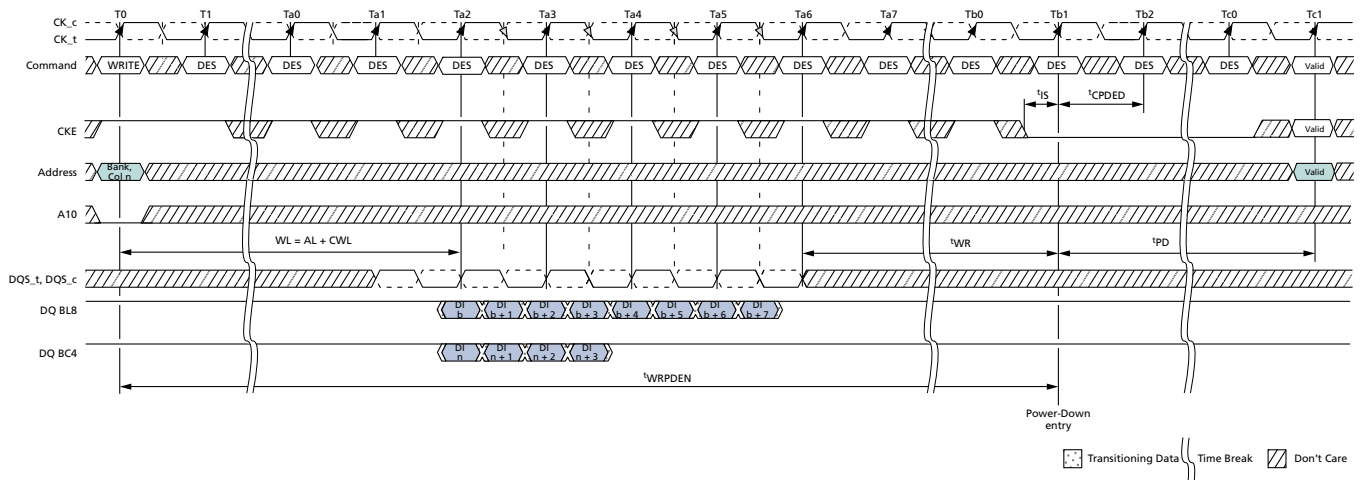 T0 T1 Ta0 Ta1 Ta2 Ta3 Ta4 Ta5 Ta6 Ta7 Tb0 Tb1 Tb2 Tc0 Tc1
CK_c
CK_t
Command WRITE DES DES DES DES DES DES DES DES DES DES DES DES DES Valid
tIS tCPDED
CKE Valid
Address Bank, Col n Valid
A10
WL = AL + CWL tWR tPD
DQS_t, DQS_c
DQ BL8 DI b DI b + 1 DI b + 2 DI b + 3 DI b + 4 DI b + 5 DI b + 6 DI b + 7
DQ BC4 DI n DI n + 1 DI n + 2 DI n + 3
tWRPDEN
Power-Down
entry
Transitioning Data Time Break Don't Care